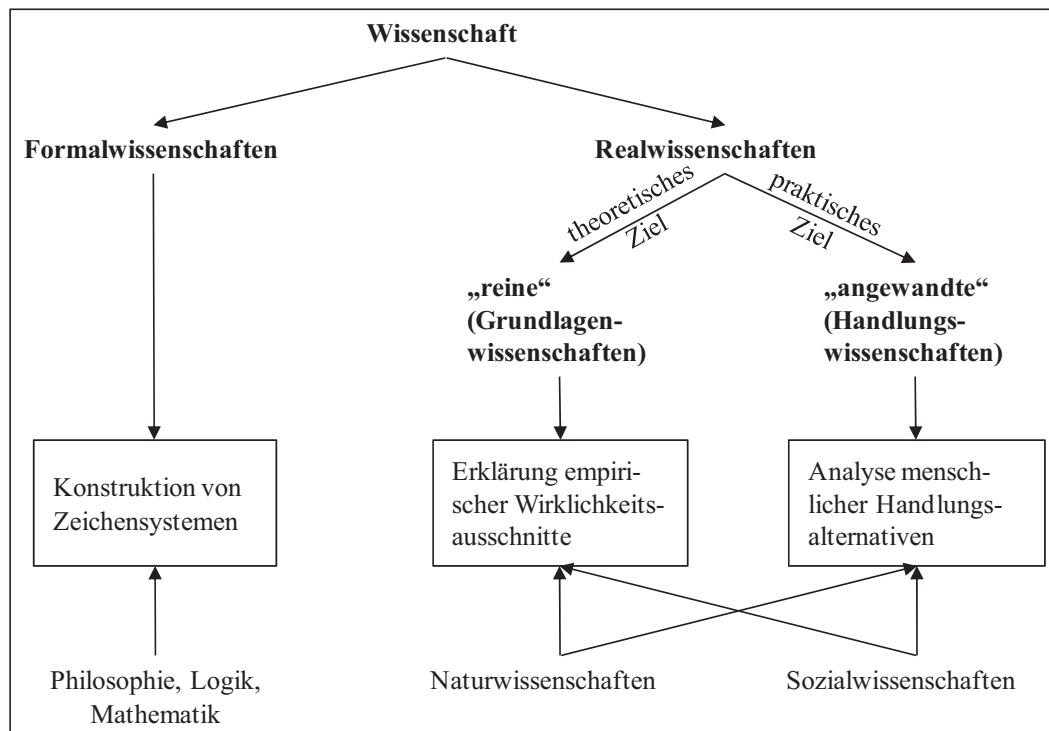 Wissenschaft
Formalwissenschaften
Realwissenschaften
theoretisches
Ziel
praktisches
Ziel
„reine“
(Grundlagen-
wissenschaften)
„angewandte“
(Handlungs-
wissenschaften)
Konstruktion von
Zeichensystemen
Erklärung empiri-
scher Wirklichkeits-
ausschnitte
Analyse mensch-
licher Handlungs-
alternativen
Philosophie, Logik,
Mathematik
Naturwissenschaften
Sozialwissenschaften